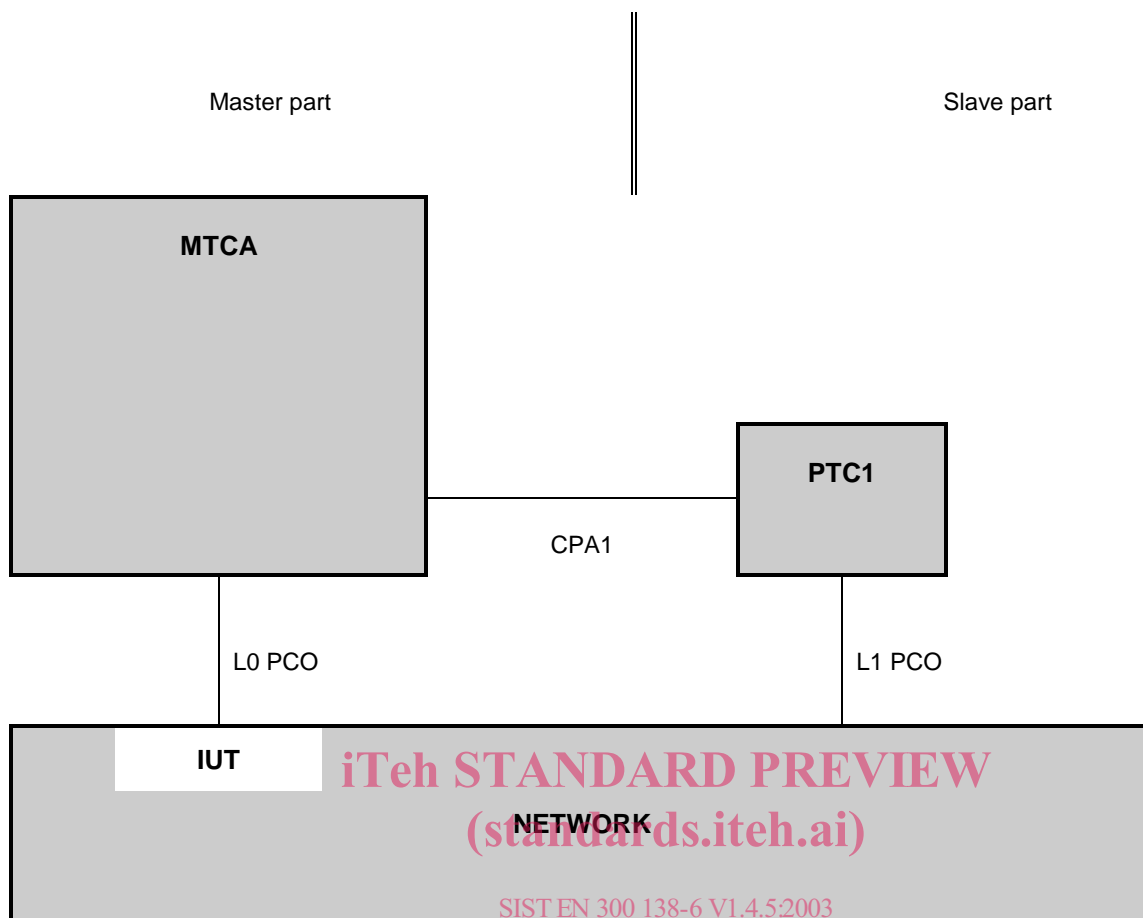 Master part
Slave part
MTCA
PTC1
CPA1
L0 PCO
L1 PCO
IUT
iTeh STANDARD PREVIEW
NETWORK
(standards.iteh.ai)
SIST EN 300 138-6 V1.4.5:2003